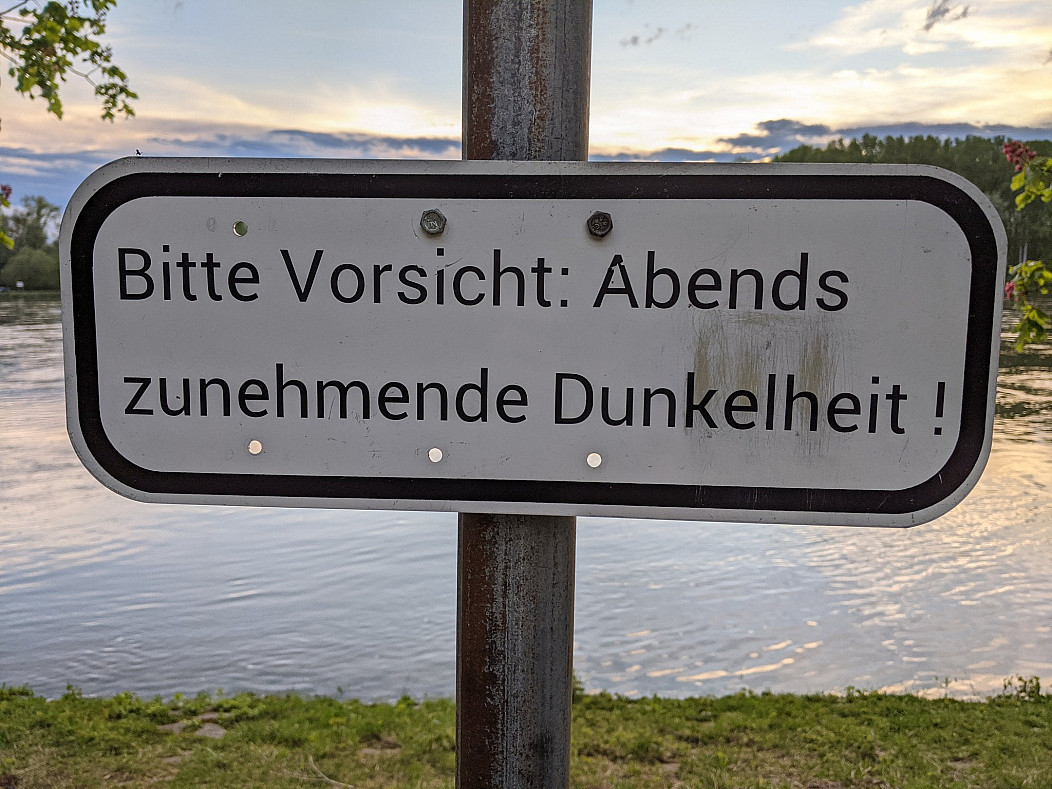 Bitte Vorsicht: Abends
zunehmende Dunkelheit !